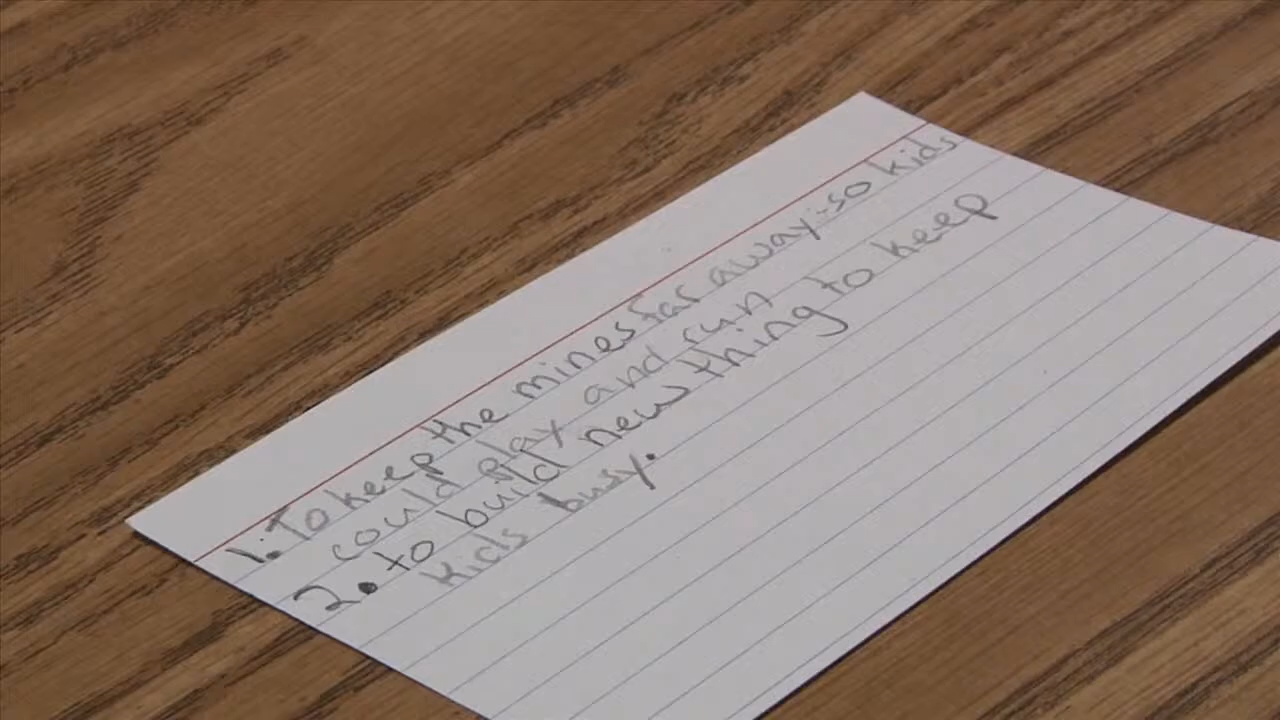 1. To keep the mines far away so kids
could play and run
2. to build new thing to keep
kids busy.